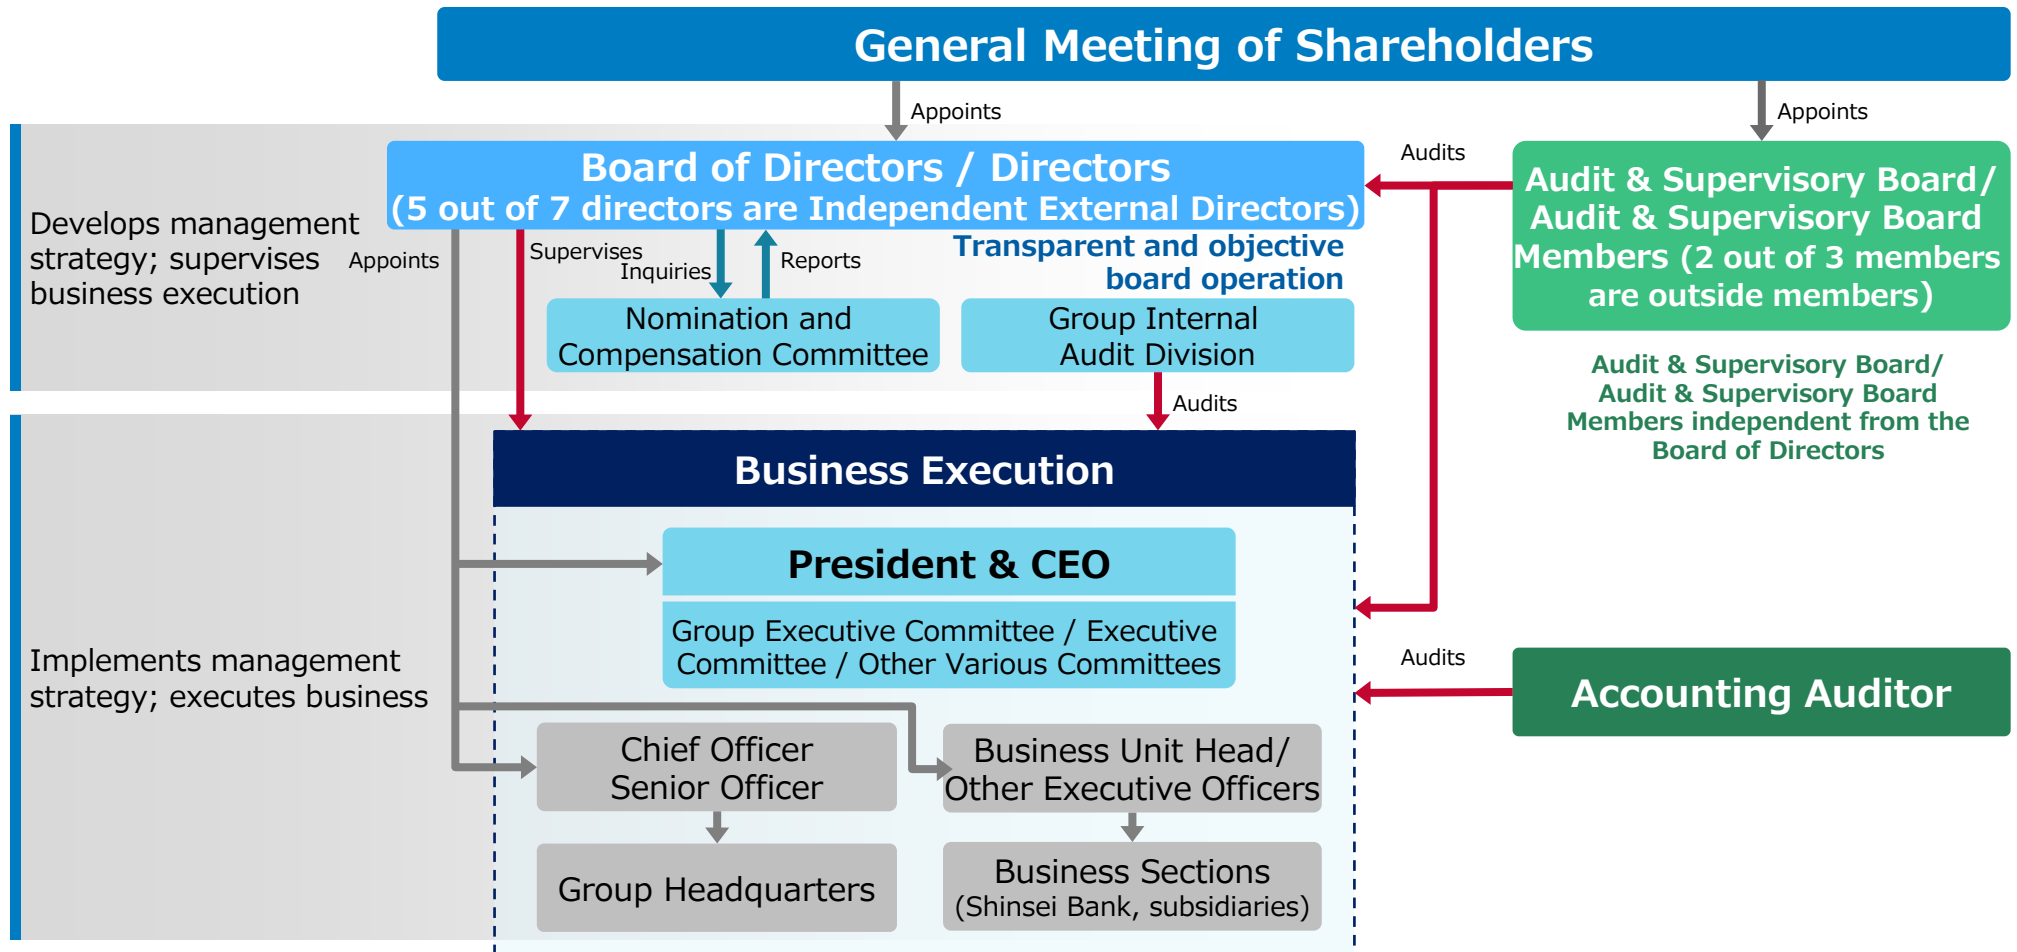 General Meeting of Shareholders
Appoints
Appoints
Board of Directors / Directors
(5 out of 7 directors are Independent External Directors)
Audits
Audit & Supervisory Board/
Audit & Supervisory Board
Members (2 out of 3 members
are outside members)
Develops management
strategy; supervises
business execution
Appoints
Supervises
Inquiries
Reports
Transparent and objective
board operation
Nomination and
Compensation Committee
Group Internal
Audit Division
Audits
Audit & Supervisory Board/
Audit & Supervisory Board
Members independent from the
Board of Directors
Business Execution
President & CEO
Group Executive Committee / Executive
Committee / Other Various Committees
Implements management
strategy; executes business
Audits
Accounting Auditor
Chief Officer
Senior Officer
Business Unit Head/
Other Executive Officers
Group Headquarters
Business Sections
(Shinsei Bank, subsidiaries)